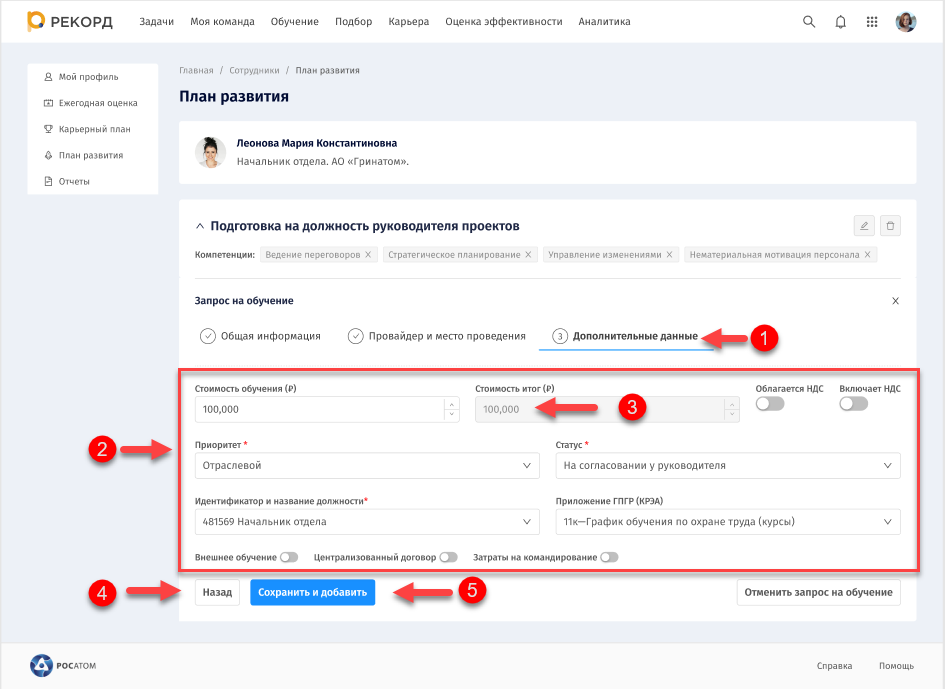 РЕКОРД Задачи Моя команда Обучение Подбор Карьера Оценка эффективности Аналитика
Мой профиль
Ежегодная оценка
Карьерный план
План развития
Отчеты
Главная / Сотрудники / План развития
План развития
Леонова Мария Константиновна
Начальник отдела. АО «Гринатом».
Подготовка на должность руководителя проектов
Компетенции: Ведение переговоров Стратегическое планирование Управление изменениями Нематериальная мотивация персонала
Запрос на обучение
Общая информация Провайдер и место проведения 3 Дополнительные данные 1
Стоимость обучения (₽) Стоимость итог (₽) Облагается НДС Включает НДС
100,000 100,000 3
2
Приоритет * Статус *
Отраслевой На согласовании у руководителя
Идентификатор и название должности* Приложение ГПГР (КРЭА)
481569 Начальник отдела 11к—График обучения по охране труда (курсы)
Внешнее обучение Централизованный договор Затраты на командирование
4 Назад Сохранить и добавить 5 Отменить запрос на обучение
РОСАТОМ Справка Помощь